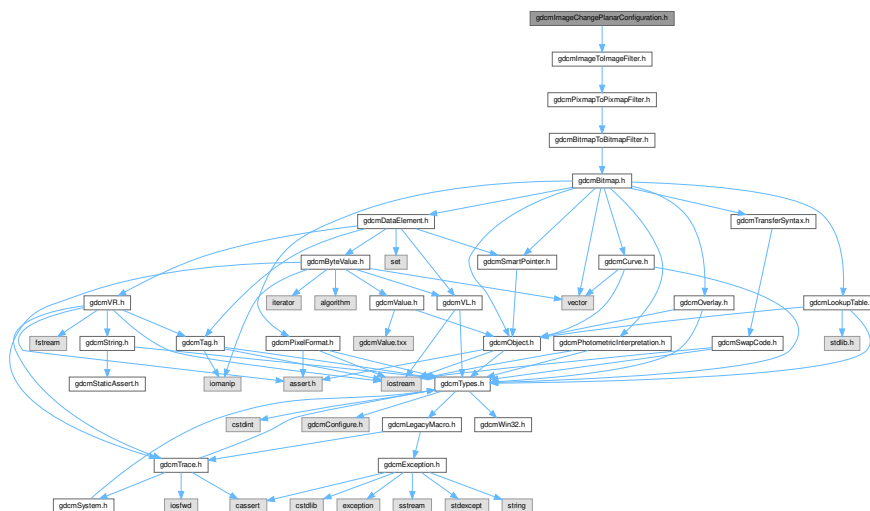 gdcmImageChangePlanarConfiguration.h
gdcmImageToImageFilter.h
gdcmPixmapToPixmapFilter.h
gdcmBitmapToBitmapFilter.h
gdcmBitmap.h
gdcmDataElement.h
gdcmTransferSyntax.h
gdcmByteValue.h
set
gdcmSmartPointer.h
gdcmCurve.h
gdcmVR.h
iterator
algorithm
gdcmValue.h
gdcmVL.h
vector
gdcmOverlay.h
gdcmLookupTable.
fstream
gdcmString.h
gdcmTag.h
gdcmPixelFormat.h
gdcmValue.txx
gdcmObject.h
gdcmPhotometricInterpretation.h
gdcmSwapCode.h
stdlib.h
gdcmStaticAssert.h
iomanip
assert.h
iostream
gdcmTypes.h
cstdint
gdcmConfigure.h
gdcmLegacyMacro.h
gdcmWin32.h
gdcmTrace.h
gdcmException.h
gdcmSystem.h
iosfwd
cassert
cstdlib
exception
sstream
stdexcept
string